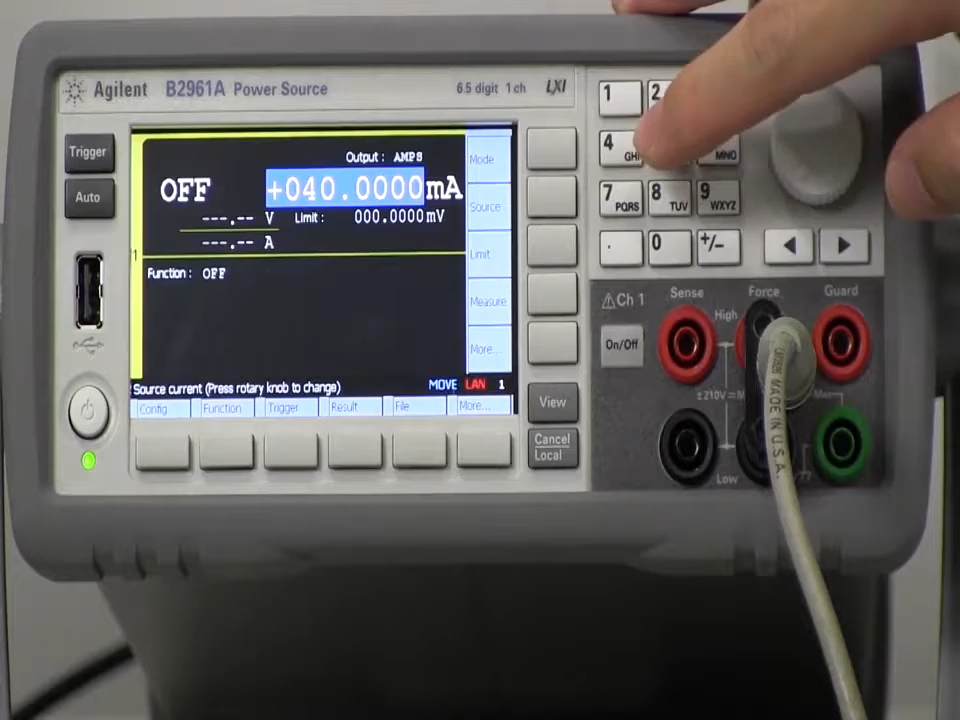 Agilent B2961A Power Source 6.5 digit 1 ch LXI
Trigger
Auto
Output : AMPS
OFF +040.0000mA
---.-- V Limit : 000.0000mV
---.-- A
1
Function : OFF
Source current (Press rotary knob to change) MOVE LAN 1
Config Function Trigger Result File More...
Mode
Source
Limit
Measure
More...
View
Cancel
Local
1 2
4 GHI MNO
7 PQRS 8 TUV 9 WXYZ
. 0 +/-
Ch 1 Sense Force Guard
High
On/Off
±210V
Low
MADE IN U.S.A.